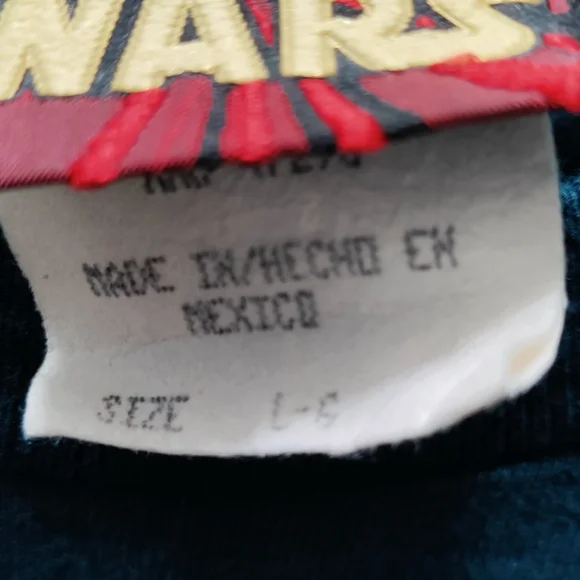 WARS
MADE IN/HECHO EN
MEXICO
SIZE L-G